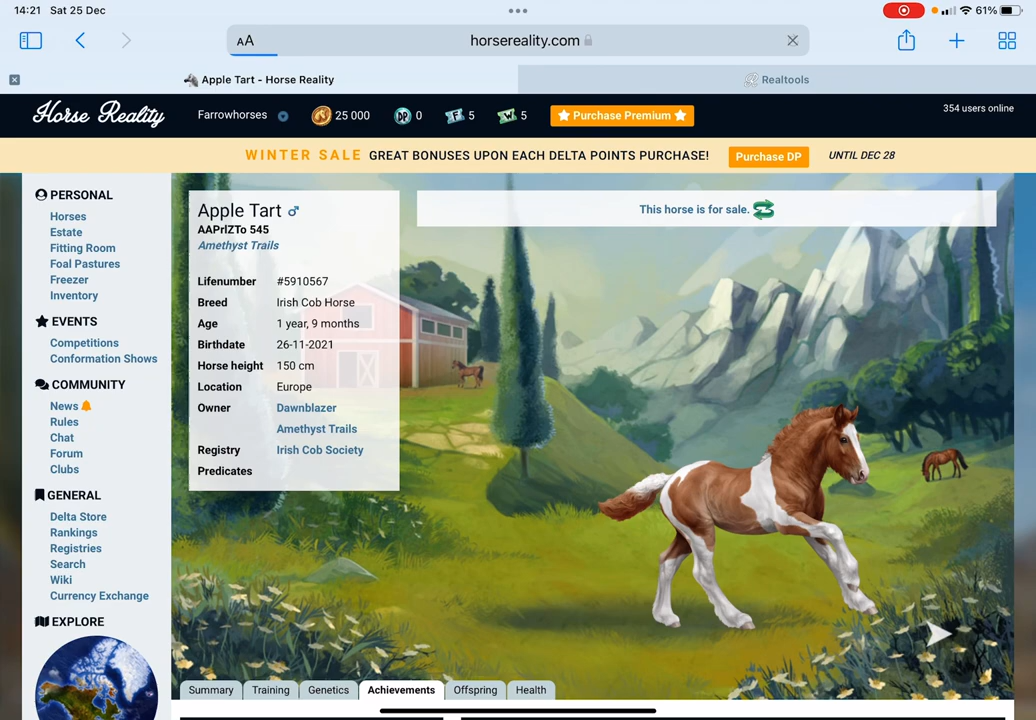 14:21 Sat 25 Dec
61%
AA
horsereality.com
Apple Tart - Horse Reality
Realtools
Horse Reality
Farrowhorses
25 000
DP 0
F 5
W 5
Purchase Premium
354 users online
WINTER SALE GREAT BONUSES UPON EACH DELTA POINTS PURCHASE!
Purchase DP
UNTIL DEC 28
PERSONAL
Horses
Estate
Fitting Room
Foal Pastures
Freezer
Inventory
EVENTS
Competitions
Conformation Shows
COMMUNITY
News
Rules
Chat
Forum
Clubs
GENERAL
Delta Store
Rankings
Registries
Search
Wiki
Currency Exchange
EXPLORE
Apple Tart ♂
AAPrlZTo 545
Amethyst Trails
Lifenumber #5910567
Breed Irish Cob Horse
Age 1 year, 9 months
Birthdate 26-11-2021
Horse height 150 cm
Location Europe
Owner Dawnblazer
Amethyst Trails
Registry Irish Cob Society
Predicates
This horse is for sale.
Summary Training Genetics Achievements Offspring Health